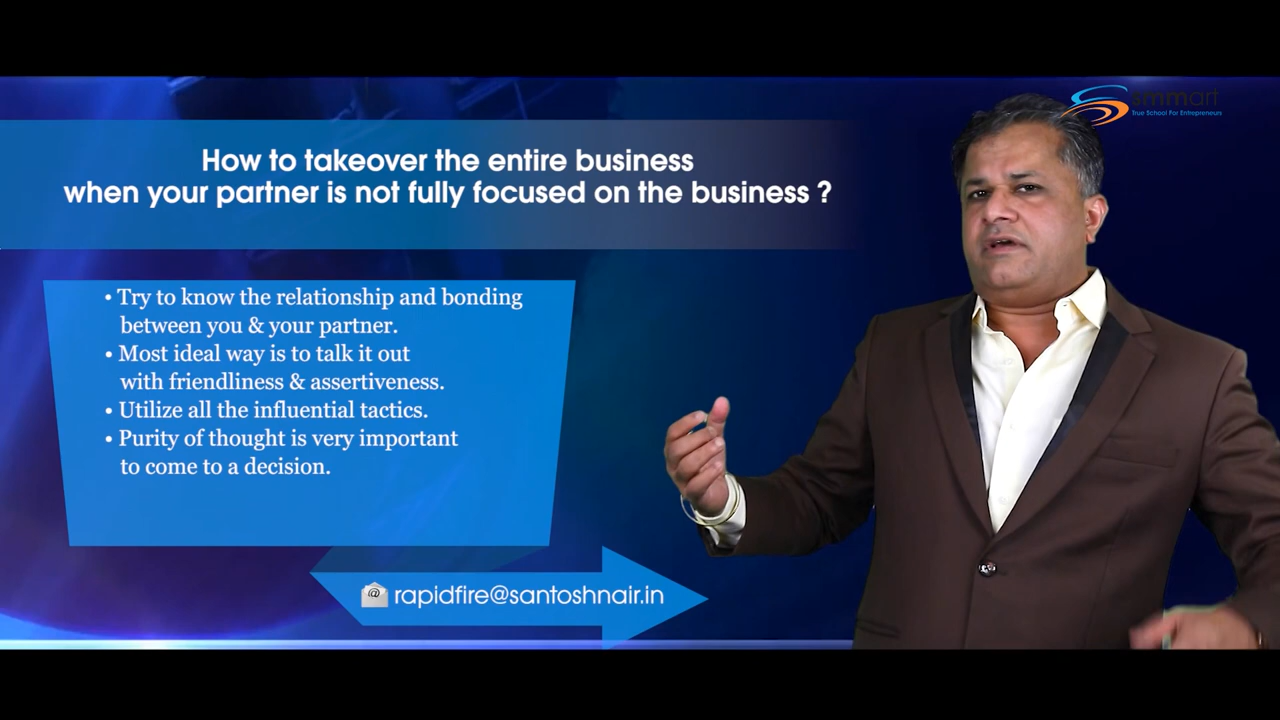 smmart
True School For Entrepreneurs
How to takeover the entire business
when your partner is not fully focused on the business ?
• Try to know the relationship and bonding
between you & your partner.
• Most ideal way is to talk it out
with friendliness & assertiveness.
• Utilize all the influential tactics.
• Purity of thought is very important
to come to a decision.
@ rapidfire@santoshnair.in